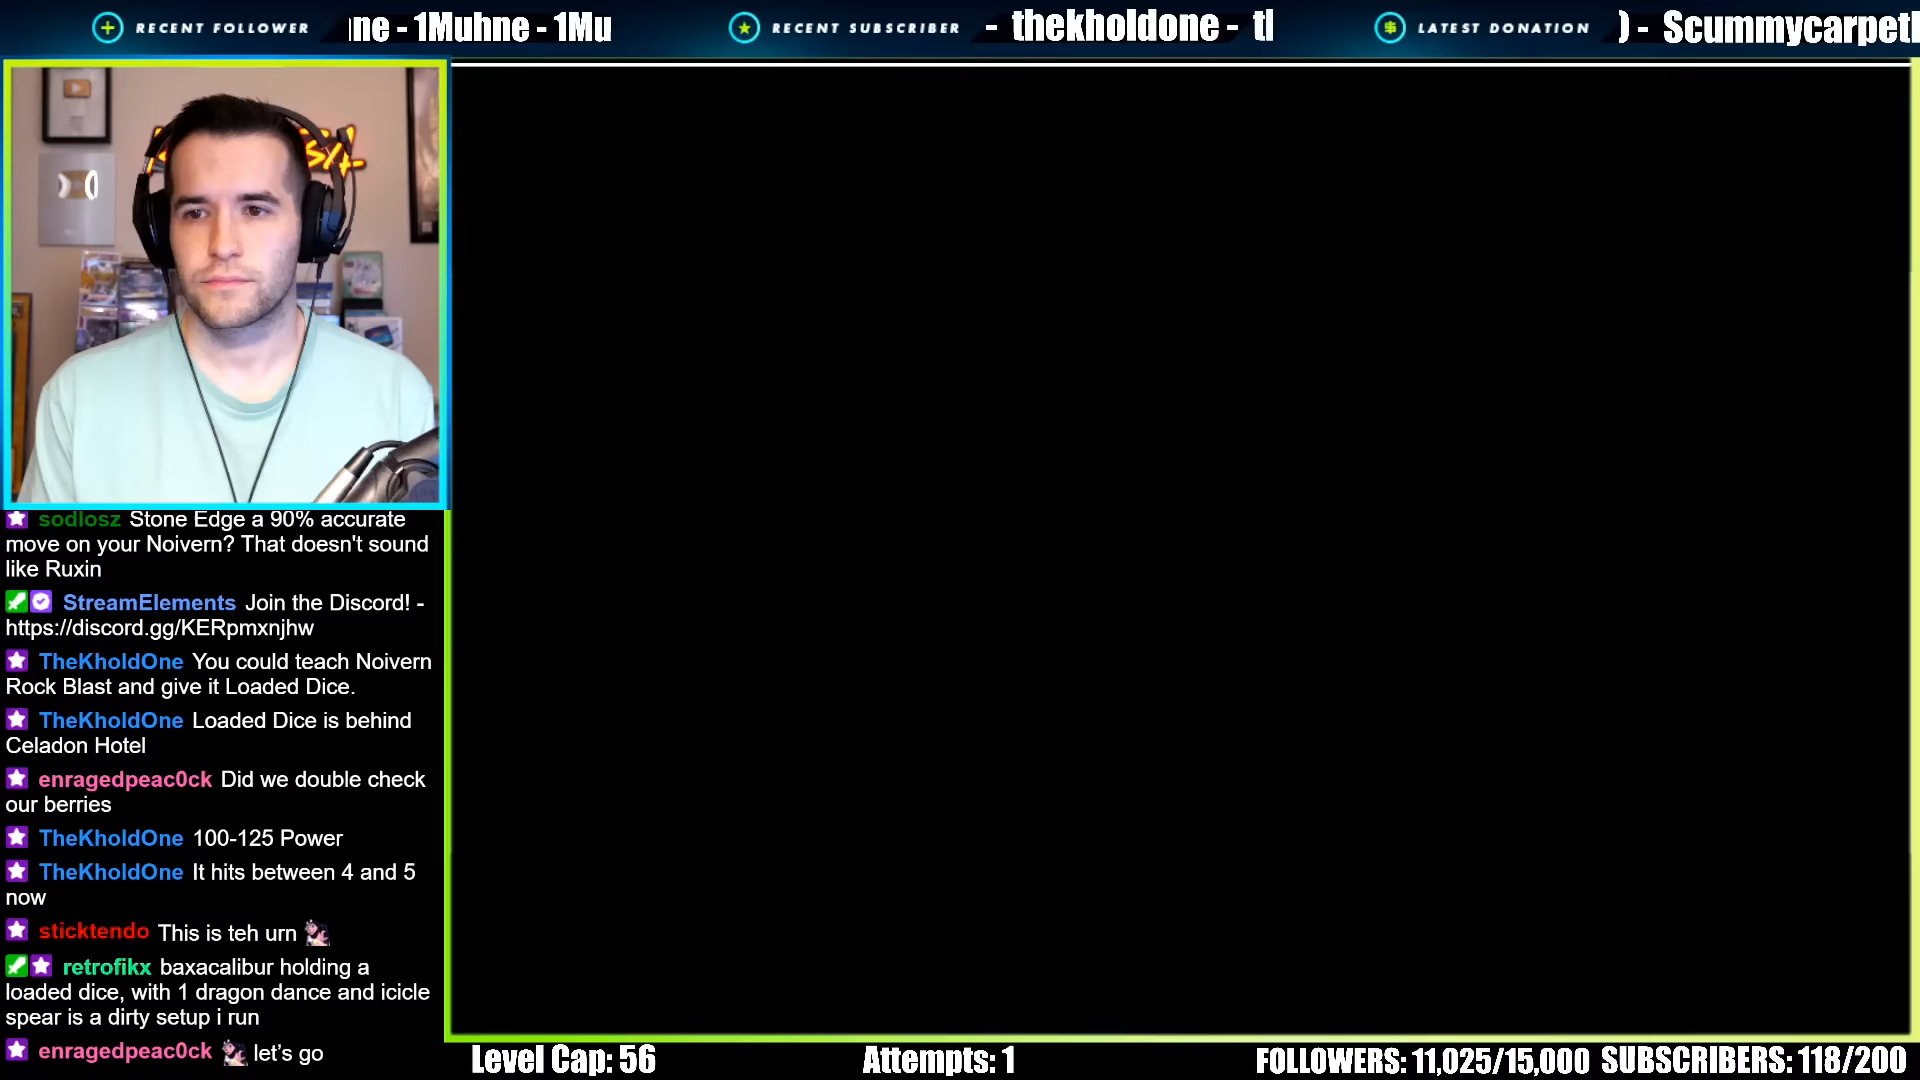 RECENT FOLLOWER
ne - 1Muhne - 1Mu
RECENT SUBSCRIBER
- thekholdone - tl
LATEST DONATION
) - Scummycarpet
sodlosz Stone Edge a 90% accurate
move on your Noivern? That doesn't sound
like Ruxin
StreamElements Join the Discord! -
https://discord.gg/KERpmxnjhw
TheKholdOne You could teach Noivern
Rock Blast and give it Loaded Dice.
TheKholdOne Loaded Dice is behind
Celadon Hotel
enragedpeac0ck Did we double check
our berries
TheKholdOne 100-125 Power
TheKholdOne It hits between 4 and 5
now
sticktendo This is teh urn
retrofikx baxacalibur holding a
loaded dice, with 1 dragon dance and icicle
spear is a dirty setup i run
enragedpeac0ck let's go
Level Cap: 56
Attempts: 1
FOLLOWERS: 11,025/15,000
SUBSCRIBERS: 118/200